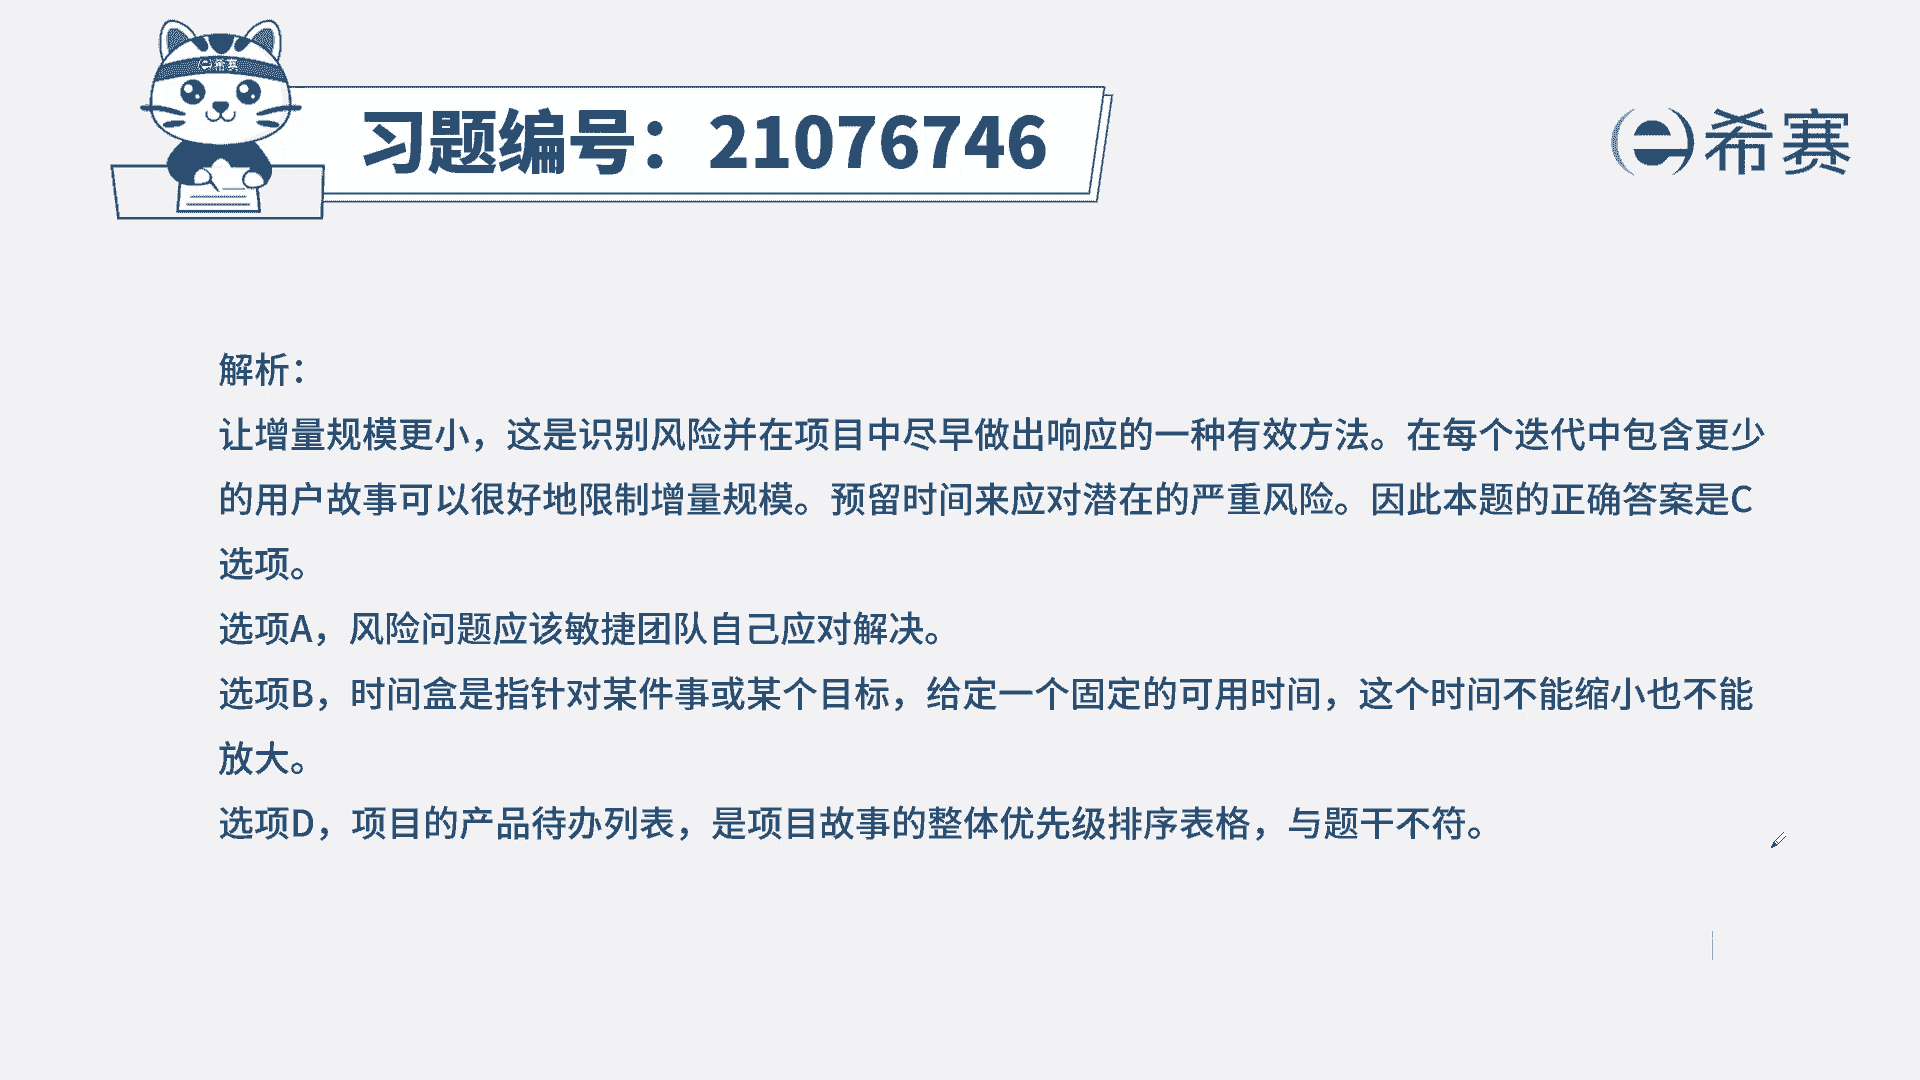 e希赛
习题编号：21076746
e希赛
解析：
让增量规模更小，这是识别风险并在项目中尽早做出响应的一种有效方法。在每个迭代中包含更少
的用户故事可以很好地限制增量规模。预留时间来应对潜在的严重风险。因此本题的正确答案是C
选项。
选项A，风险问题应该敏捷团队自己应对解决。
选项B，时间盒是指针对某件事或某个目标，给定一个固定的可用时间，这个时间不能缩小也不能
放大。
选项D，项目的产品待办列表，是项目故事的整体优先级排序表格，与题干不符。